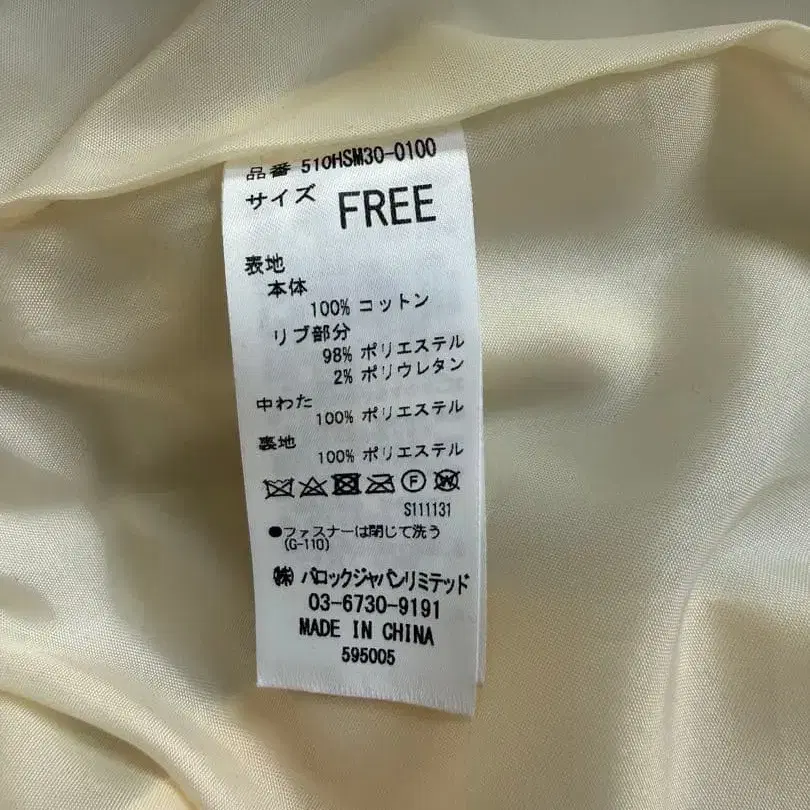 品番 510HSM30-0100
サイズ FREE
表地
本体
100% コットン
リブ部分
98% ポリエステル
2% ポリウレタン
中わた
100% ポリエステル
裏地
100% ポリエステル
F W
S111131
●ファスナーは閉じて洗う
(G-110)
㈱ バロックジャパンリミテッド
03-6730-9191
MADE IN CHINA
595005